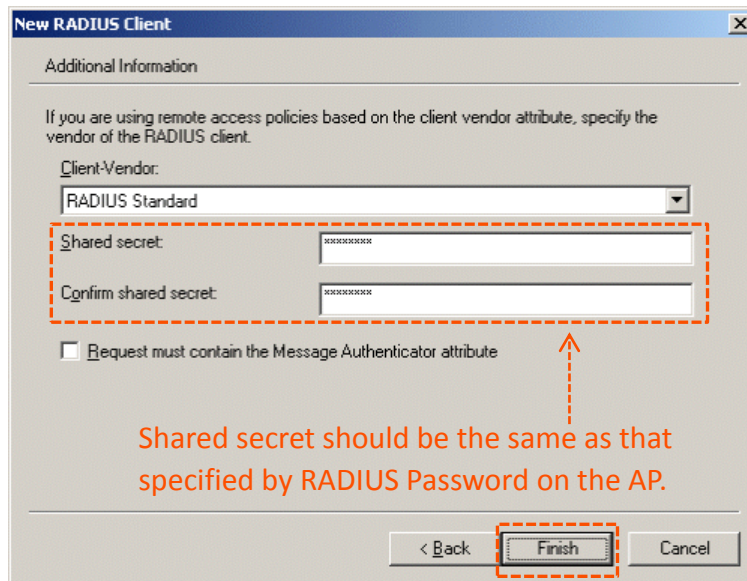 New RADIUS Client
Additional Information
If you are using remote access policies based on the client vendor attribute, specify the
vendor of the RADIUS client.
Client-Vendor:
RADIUS Standard
Shared secret: ××××××××
Confirm shared secret: ××××××××
Request must contain the Message Authenticator attribute
Shared secret should be the same as that
specified by RADIUS Password on the AP.
< Back Finish Cancel